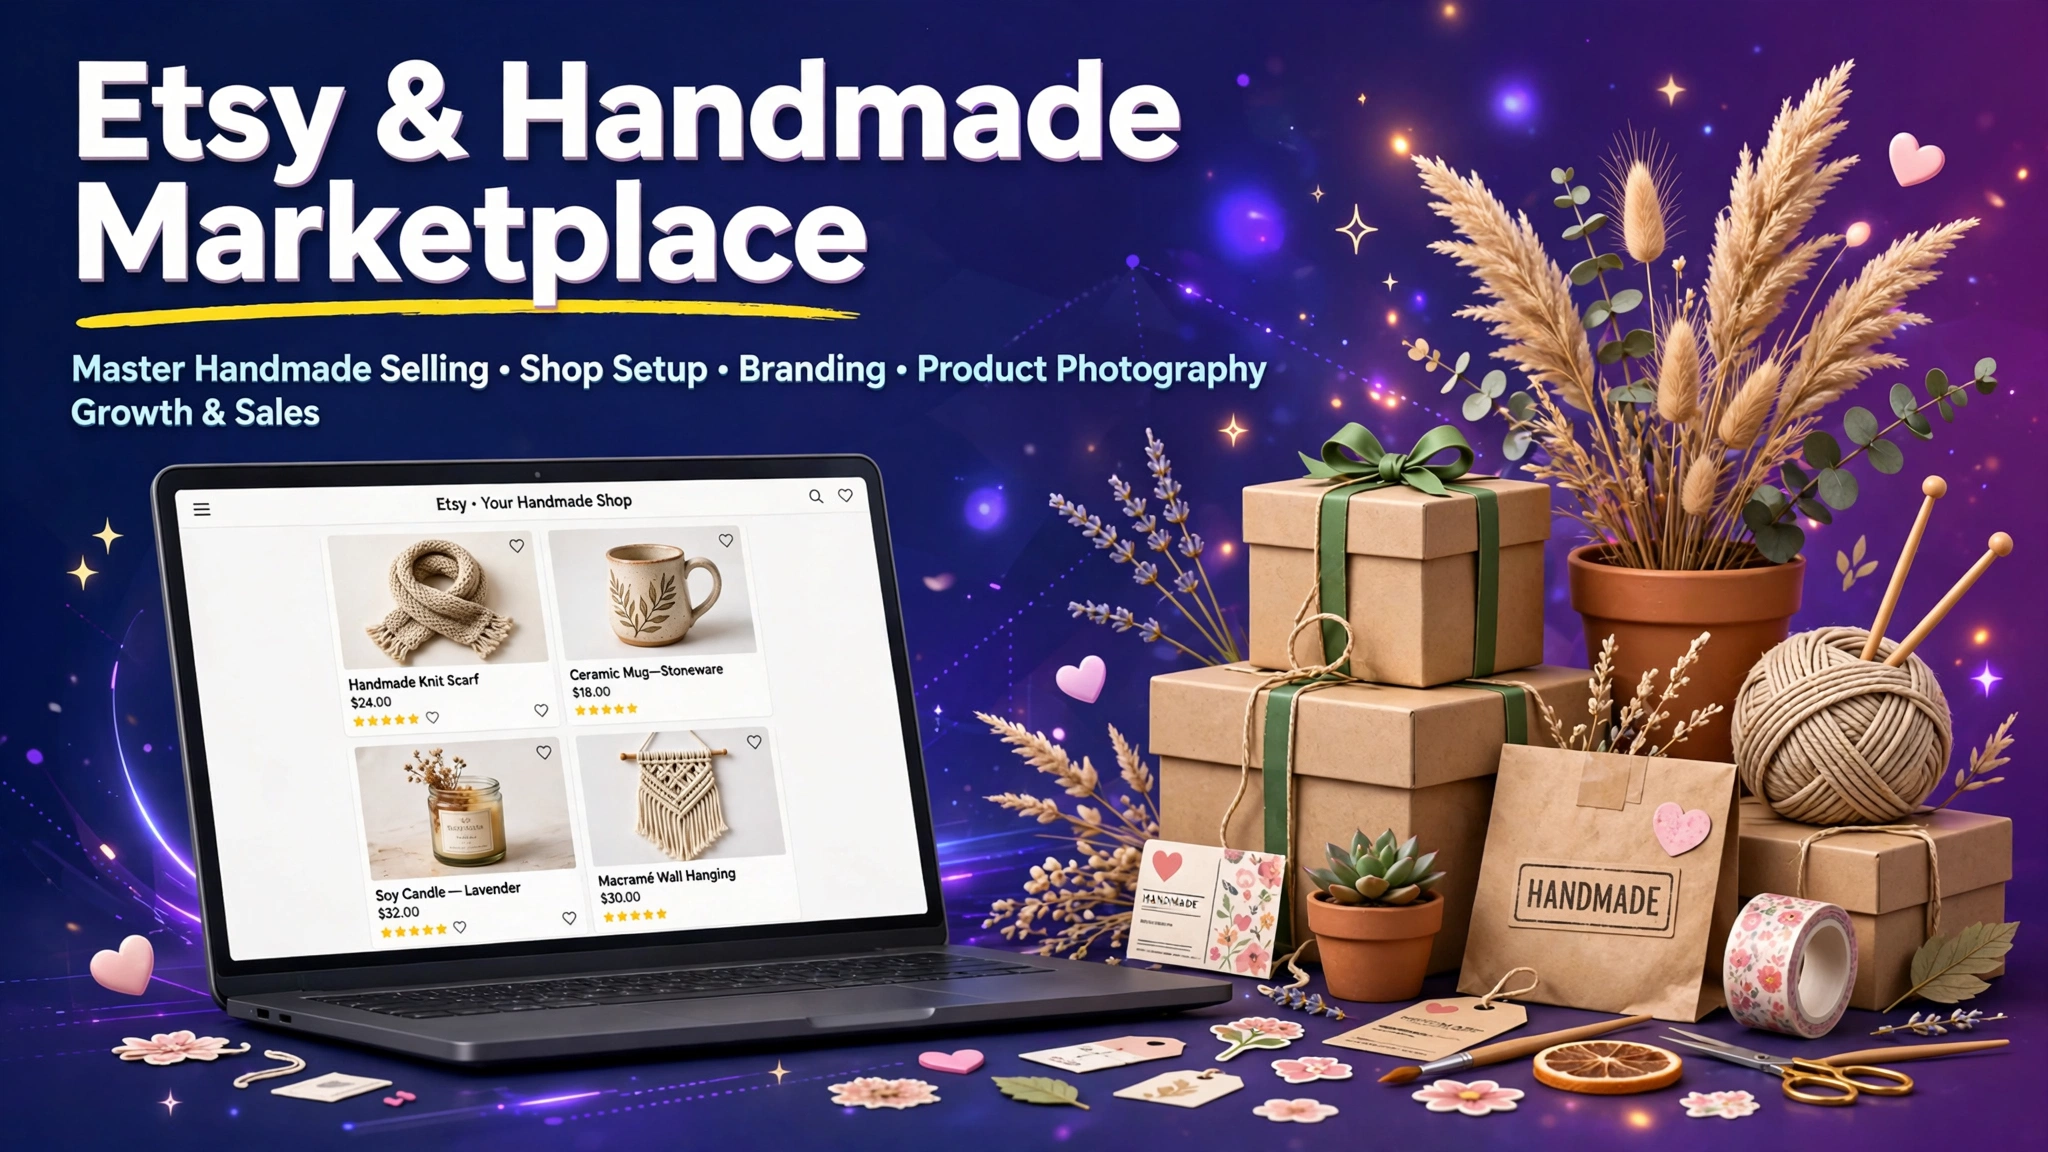 Etsy & Handmade
Marketplace
Master Handmade Selling • Shop Setup • Branding • Product Photography
Growth & Sales
Etsy • Your Handmade Shop
Handmade Knit Scarf
$24.00
Ceramic Mug—Stoneware
$18.00
Soy Candle — Lavender
$32.00
Macramé Wall Hanging
$30.00
HANDMADE
HANDMADE